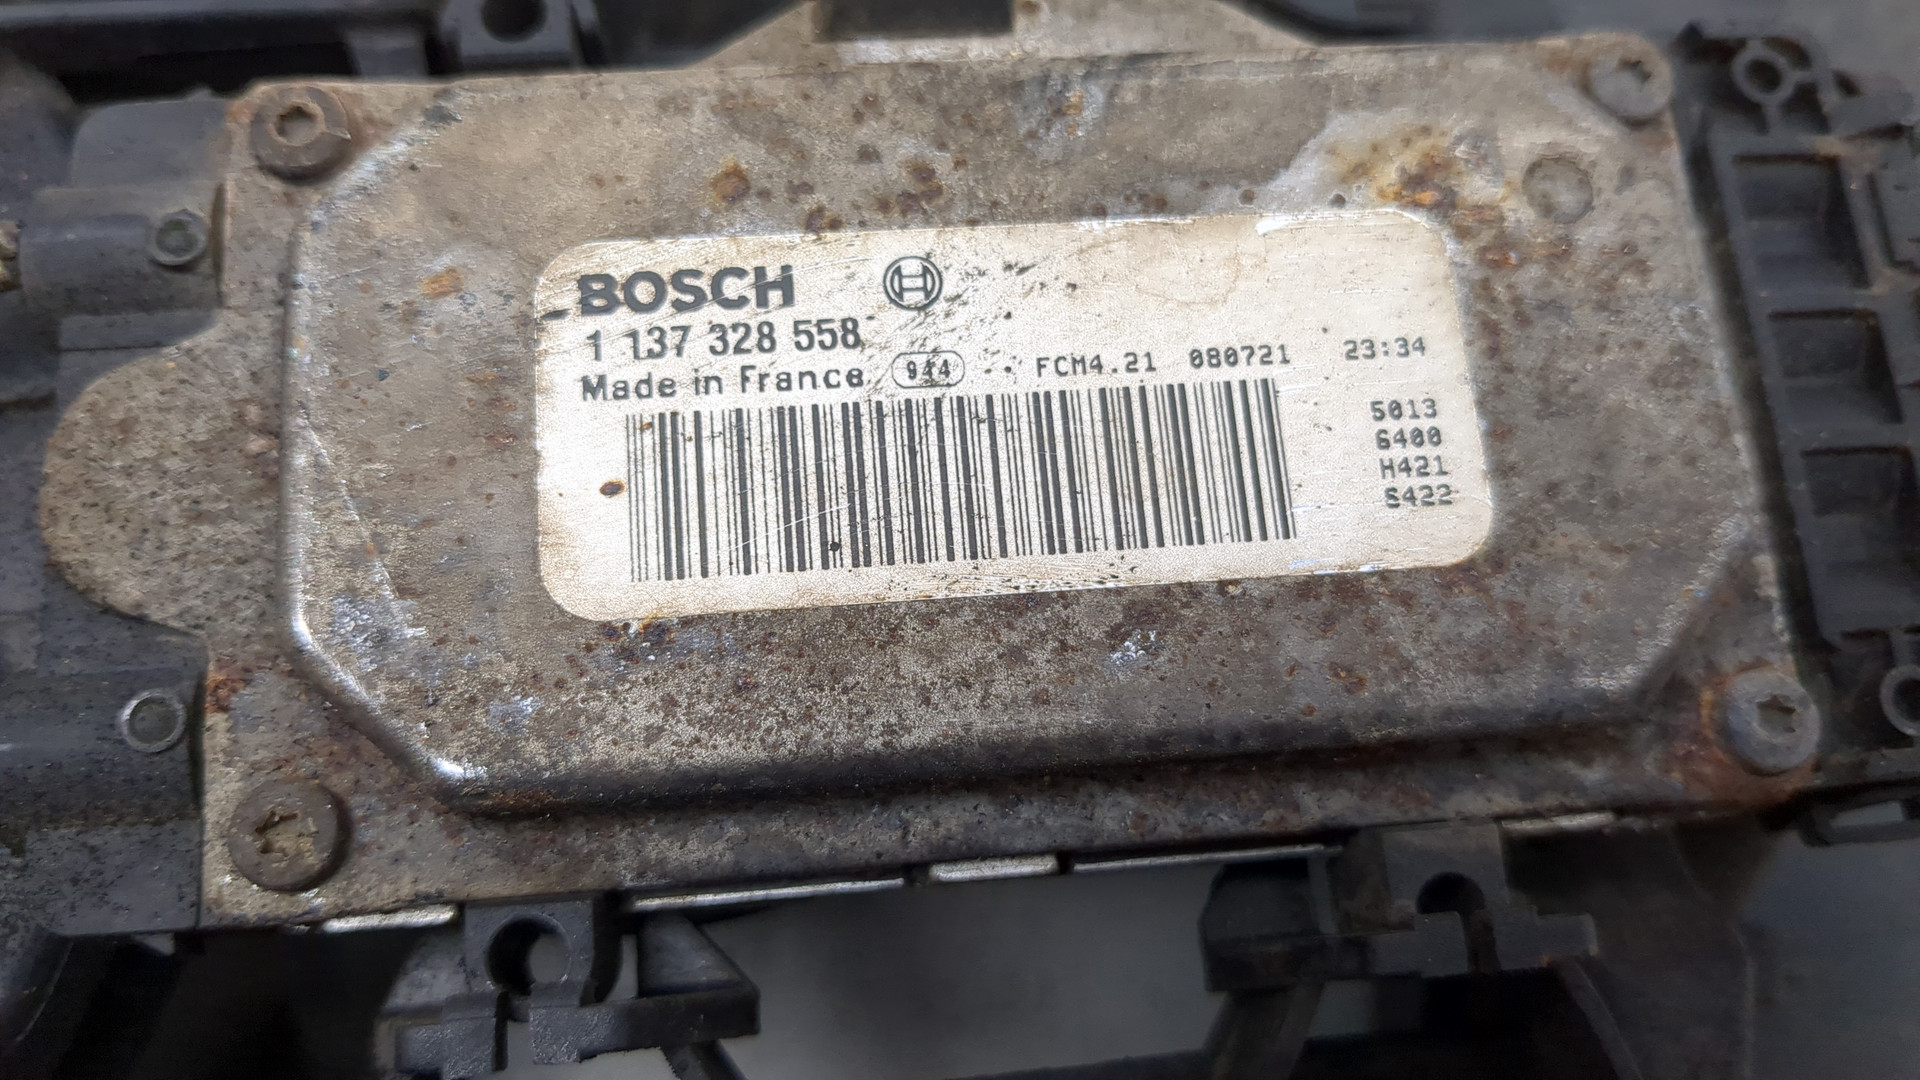 BOSCH
1 137 328 558
Made in France 944 FCM4.21 080721 23:34
5013
6400
H421
6422